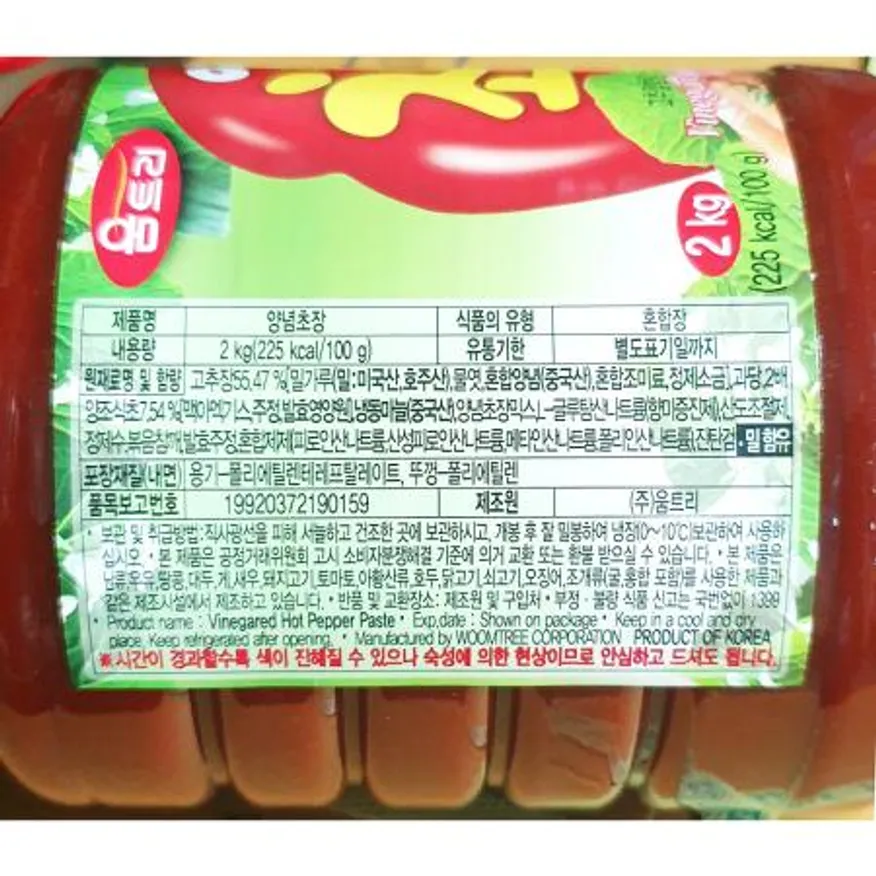 움트리
초
Vinegar
2 kg
(225 kcal/100 g)
제품명 양념초장 식품의 유형 혼합장
내용량 2 kg(225 kcal/100 g) 유통기한 별도표기일까지
원재료명 및 함량 고추장55.47 %[밀가루(밀:미국산,호주산),물엿,혼합양념(중국산),혼합조미료,정제소금],과당,2배
양조식초7.54 %[맥아엑기스,주정,발효영양원],냉동마늘(중국산),양념초장믹스,L-글루탐산나트륨(향미증진제),산도조절제,
정제수,볶음참깨,발효주정,혼합제제(피로인산나트륨,산성피로인산나트륨,메타인산나트륨,폴리인산나트륨),잔탄검 •밀 함유
포장재질(내면) 용기-폴리에틸렌테레프탈레이트, 뚜껑-폴리에틸렌
품목보고번호 19920372190159 제조원 (주)움트리
• 보관 및 취급방법:직사광선을 피해 서늘하고 건조한 곳에 보관하시고, 개봉 후 잘 밀봉하여 냉장(0~10℃)보관하여 사용하
십시오. • 본 제품은 공정거래위원회 고시 소비자분쟁해결 기준에 의거 교환 또는 환불 받으실 수 있습니다. • 본 제품은
난류,우유,땅콩,대두,게,새우,돼지고기,토마토,아황산류,호두,닭고기,쇠고기,오징어,조개류(굴,홍합 포함)를 사용한 제품과
같은 제조시설에서 제조하고 있습니다. • 반품 및 교환장소: 제조원 및 구입처 • 부정·불량 식품 신고는 국번없이 1399
• Product name : Vinegared Hot Pepper Paste • Exp.date : Shown on package • Keep in a cool and dry
place. Keep refrigerated after opening. • Manufactured by WOOMTREE CORPORATION PRODUCT OF KOREA
※시간이 경과할수록 색이 진해질 수 있으나 숙성에 의한 현상이므로 안심하고 드셔도 됩니다.